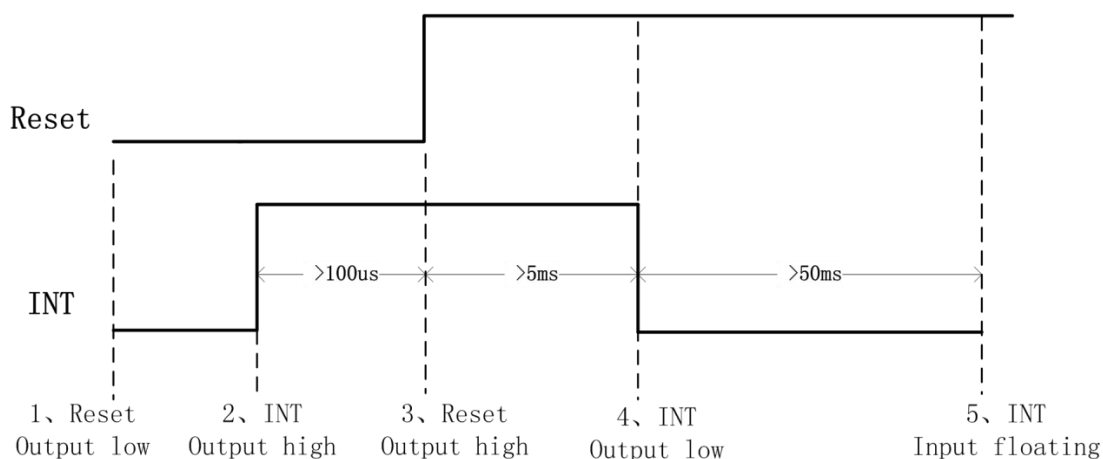 Reset
INT
>100us
>5ms
>50ms
1、Reset
Output low
2、INT
Output high
3、Reset
Output high
4、INT
Output low
5、INT
Input floating